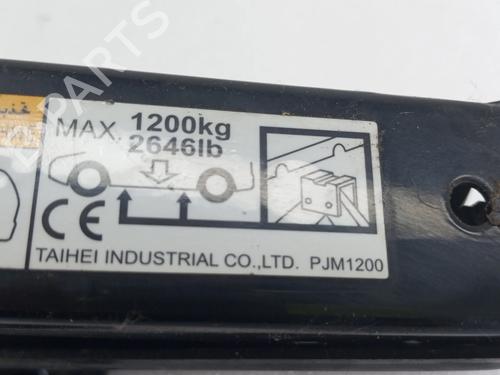 MAX. 1200kg
2646lb
CE
TAIHEI INDUSTRIAL CO.,LTD. PJM1200